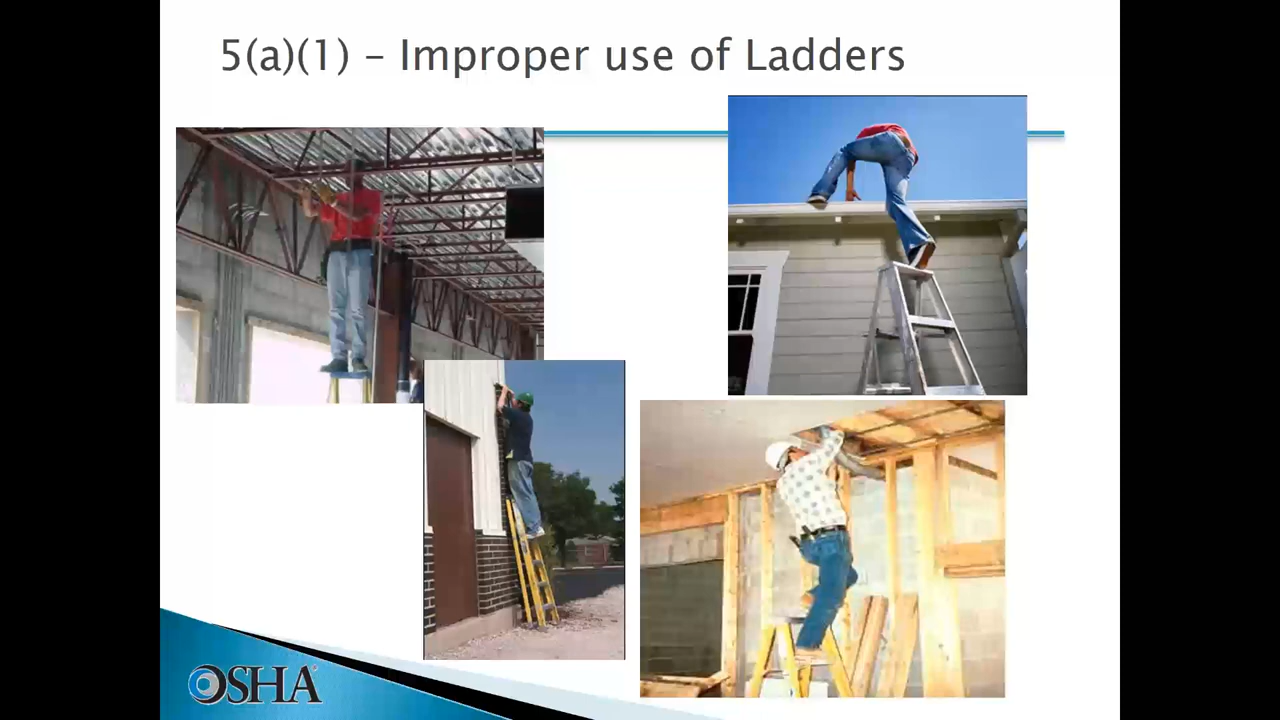 5(a)(1) – Improper use of Ladders
OSHA